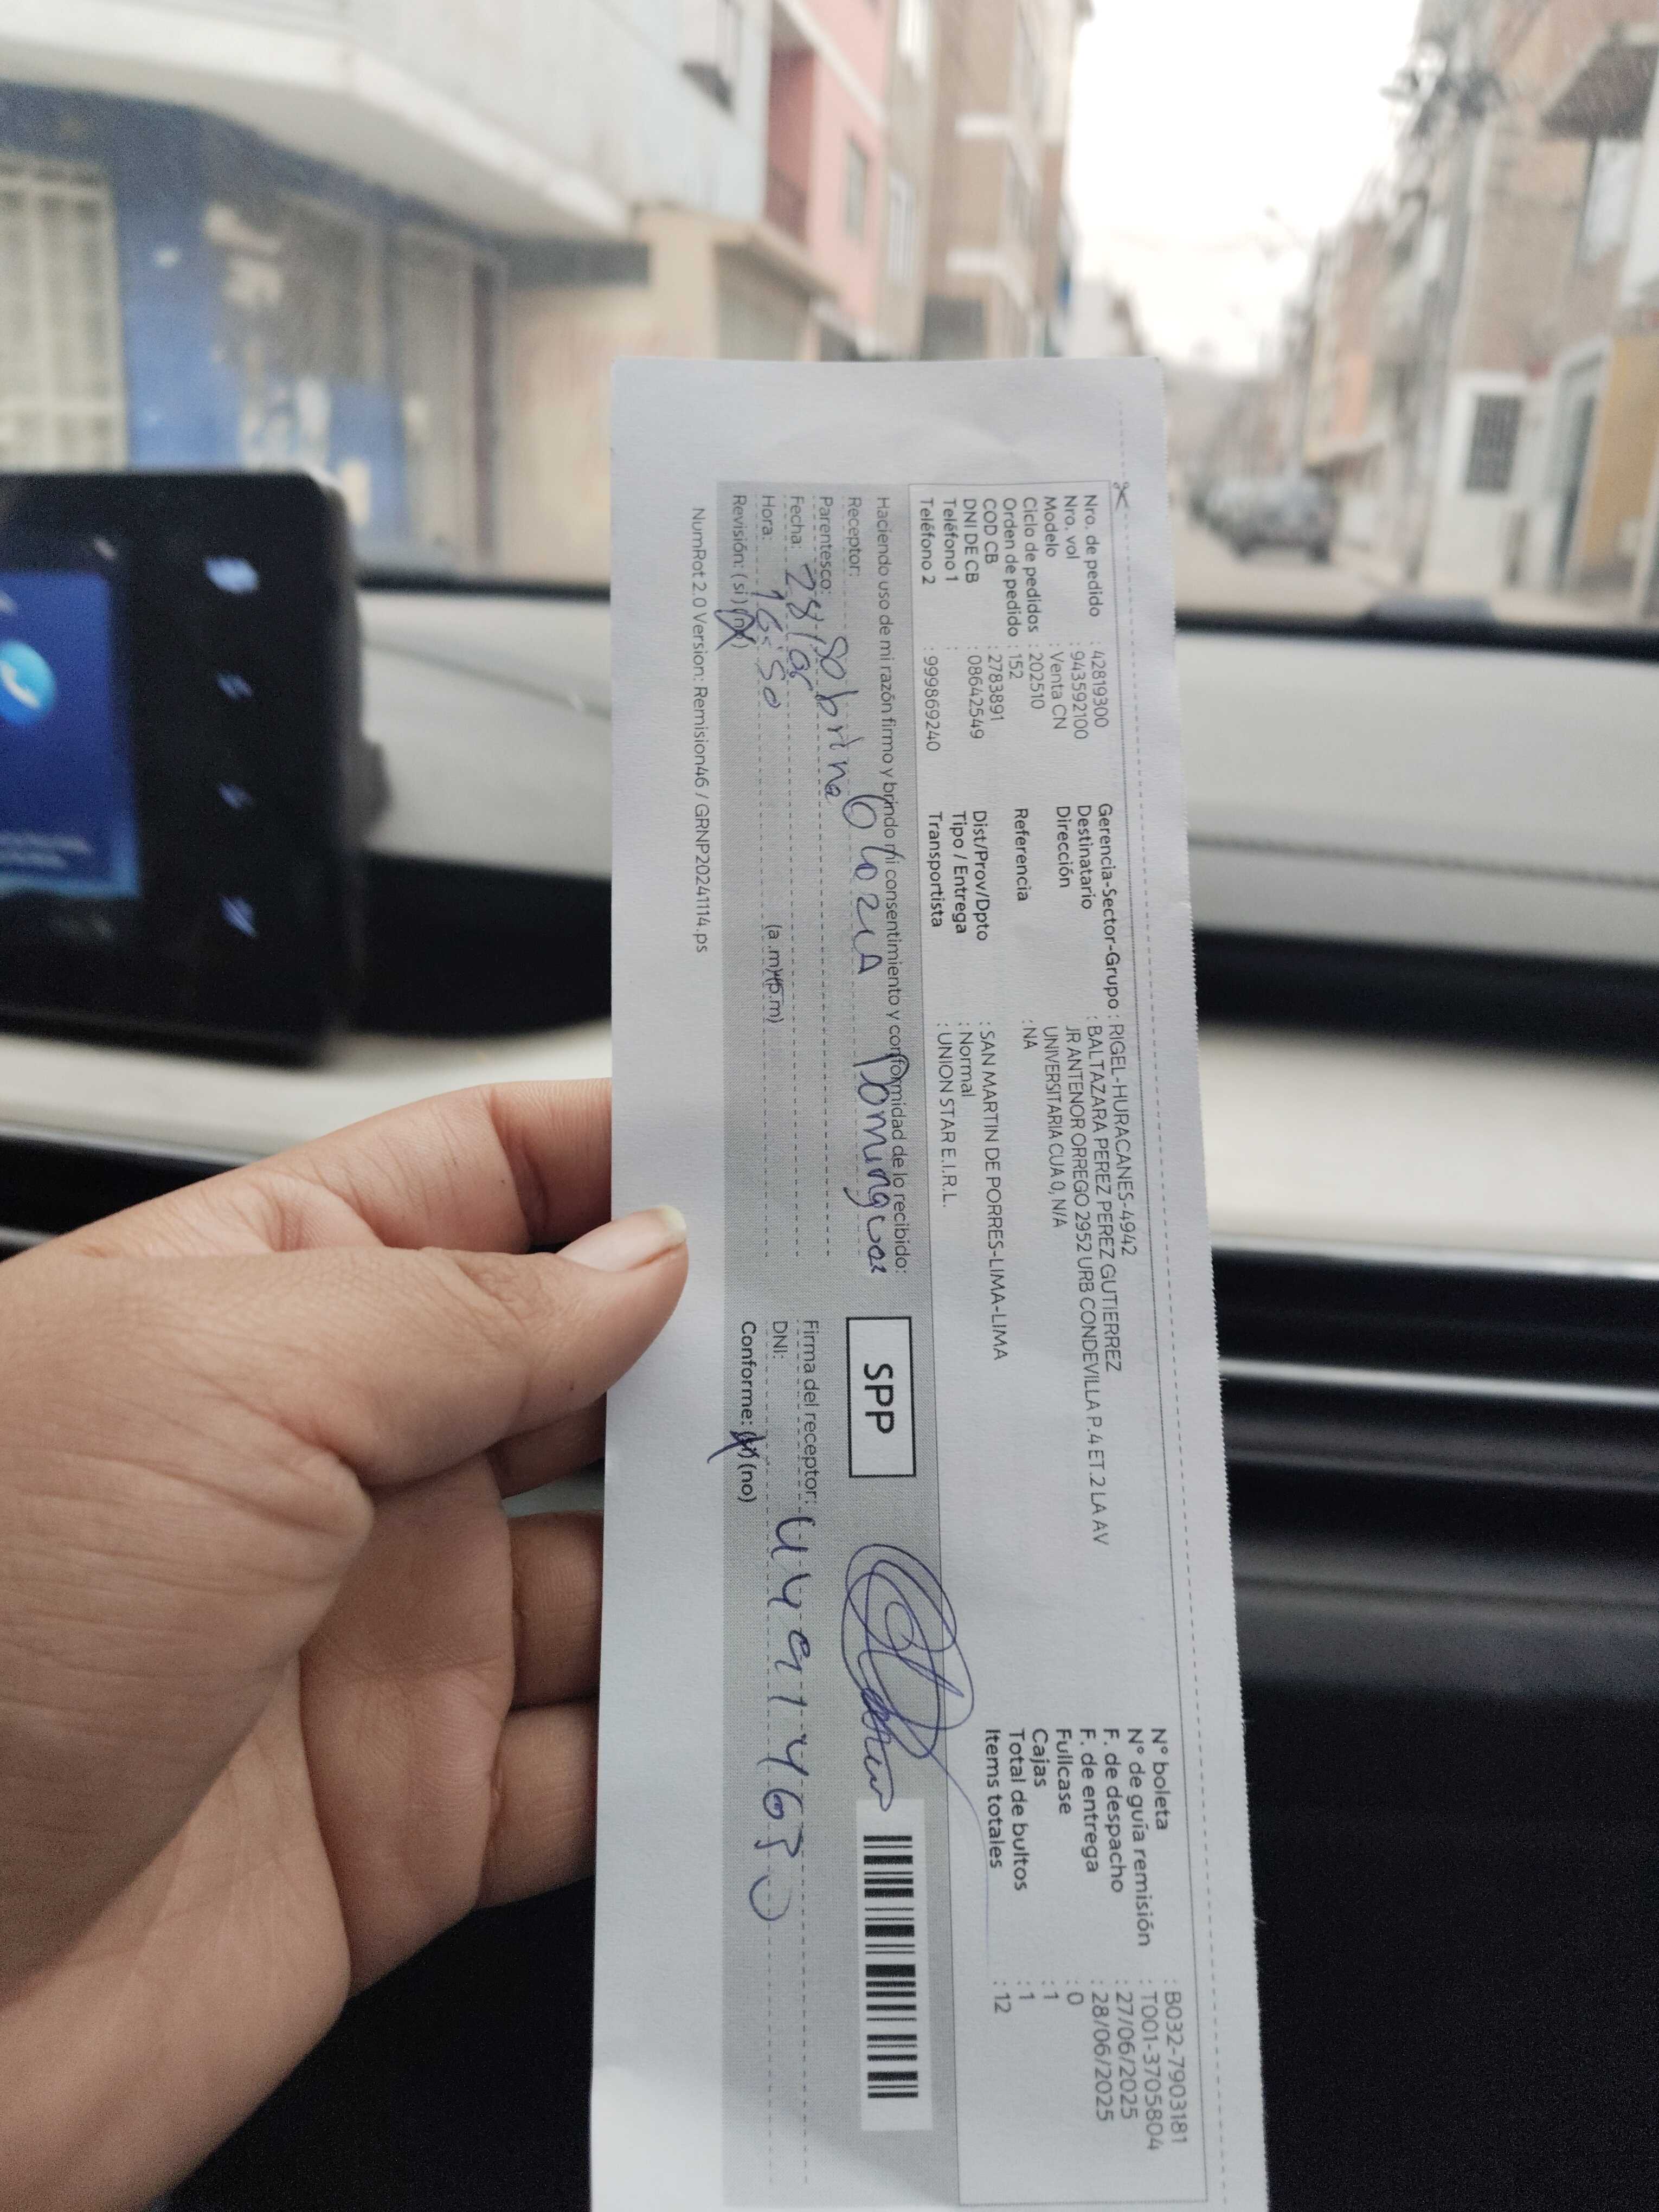 Nro. de pedido : 42819300
Nro. vol : 943592100
Modelo : Venta CN
Ciclo de pedidos : 202510
Orden de pedido : 152
COD CB : 2783891
DNI DE CB : 08642549
Teléfono 1 :
Teléfono 2 : 999869240
Gerencia-Sector-Grupo : RIGEL-HURACANES-4942
Destinatario : BALTAZARA PEREZ PEREZ GUTIERREZ
Dirección JR ANTENOR ORREGO 2952 URB CONDEVILLA P.4 ET.2 LA AV
UNIVERSITARIA CUA 0, N/A
Referencia : NA
Dist/Prov/Dpto : SAN MARTIN DE PORRES-LIMA-LIMA
Tipo / Entrega : Normal
Transportista : UNION STAR E.I.R.L.
N° boleta : B032-7903181
N° de guía remisión : T001-3705804
F. de despacho : 27/06/2025
F. de entrega : 28/06/2025
Fullcase : 0
Cajas : 1
Total de bultos : 1
Items totales : 12
Haciendo uso de mi razón firmo y brindo mi consentimiento y conformidad de lo recibido:
Receptor:
Parentesco: Sobrina
Fecha:
Hora: (a.m) (p.m)
Revisión: (si) (no)
SPP
Firma del receptor:
DNI:
Conforme: (si) (no)
NumRot 2.0 Version: Remision46 / GRNP20241114.ps